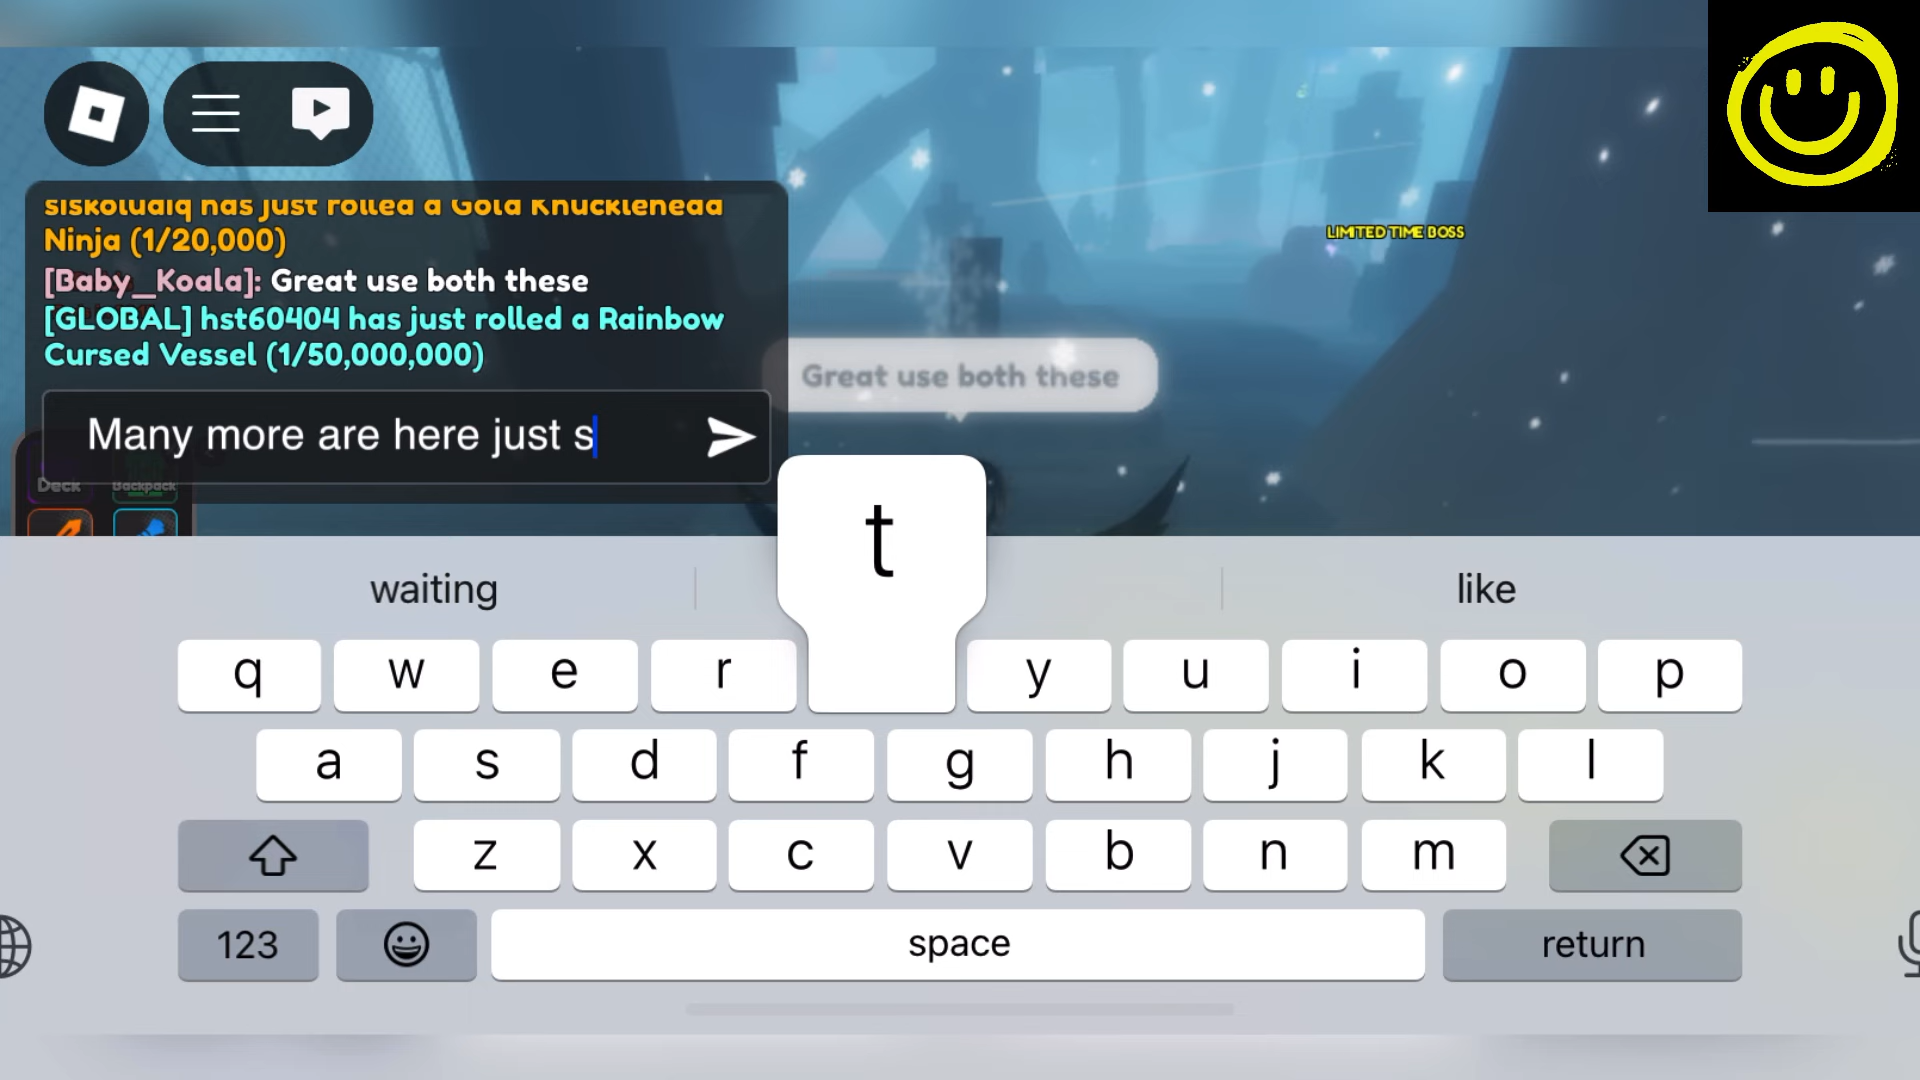 siskoludiq has just rolled a Gold Knucklehead
Ninja (1/20,000)
[Baby_Koala]: Great use both these
[GLOBAL] hst60404 has just rolled a Rainbow
Cursed Vessel (1/50,000,000)
LIMITED TIME BOSS
Great use both these
Many more are here just s
Deck Backpack
t
waiting like
q w e r y u i o p
a s d f g h j k l
z x c v b n m
123 space return